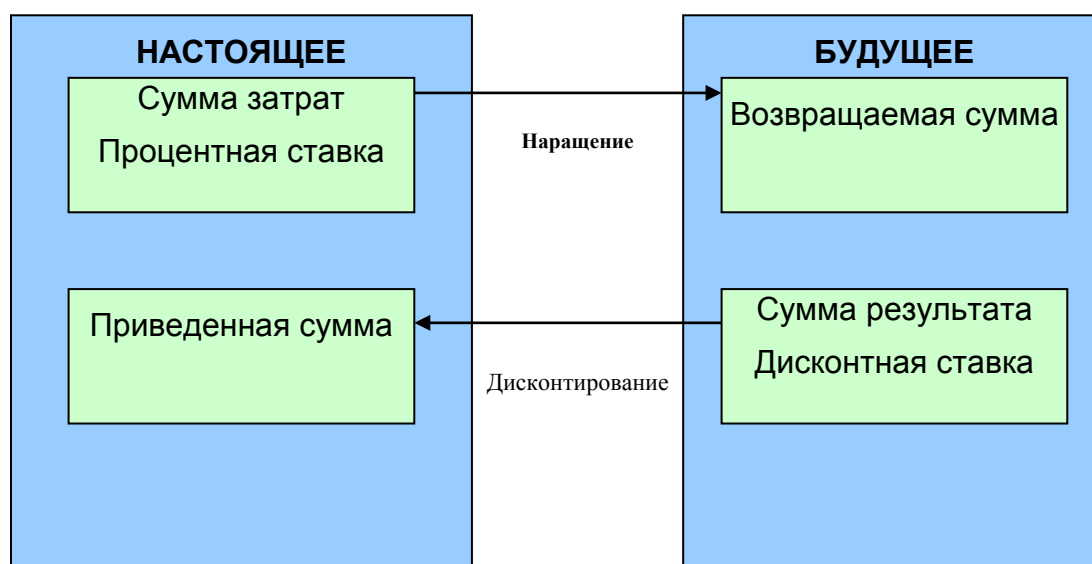 НАСТОЯЩЕЕ
Сумма затрат
Процентная ставка
Наращение
БУДУЩЕЕ
Возвращаемая сумма
Приведенная сумма
Дисконтирование
Сумма результата
Дисконтная ставка